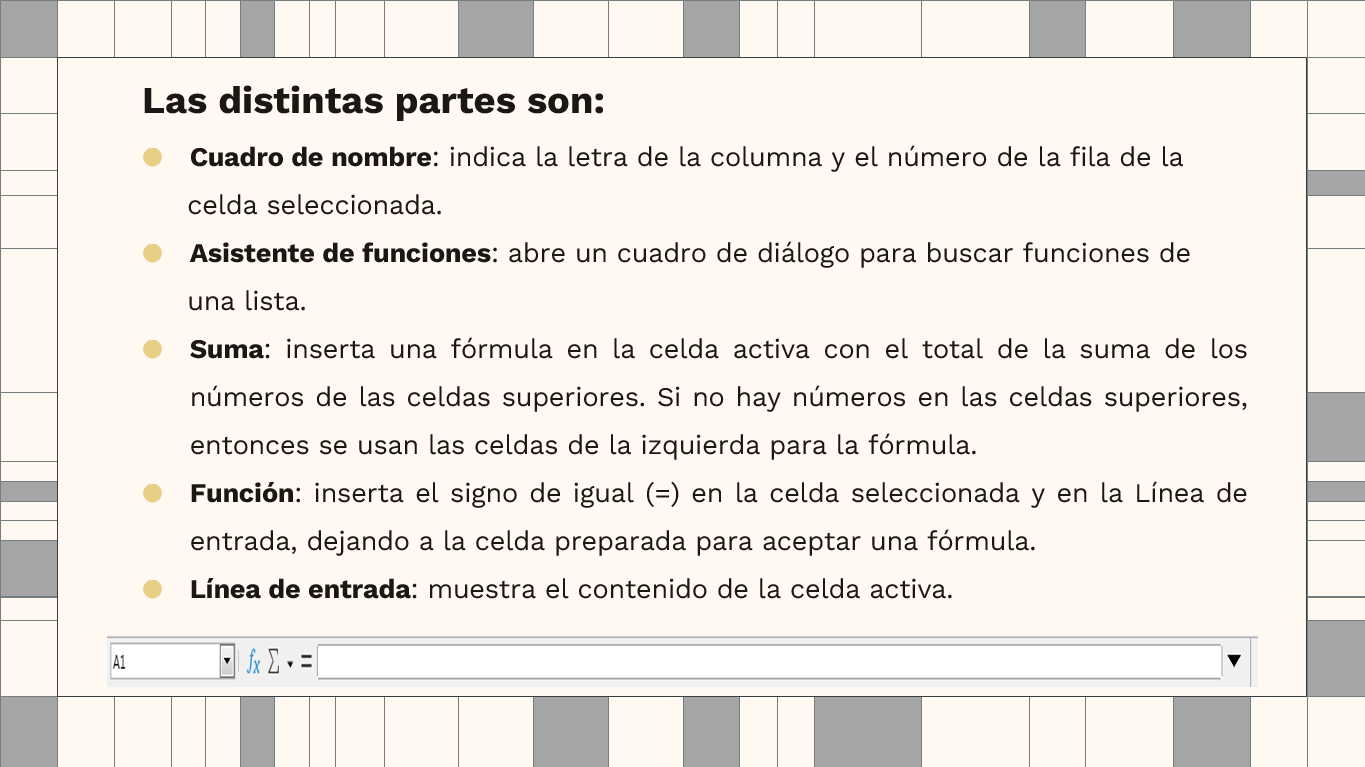 Las distintas partes son:
Cuadro de nombre: indica la letra de la columna y el número de la fila de la
celda seleccionada.
Asistente de funciones: abre un cuadro de diálogo para buscar funciones de
una lista.
Suma: inserta una fórmula en la celda activa con el total de la suma de los
números de las celdas superiores. Si no hay números en las celdas superiores,
entonces se usan las celdas de la izquierda para la fórmula.
Función: inserta el signo de igual (=) en la celda seleccionada y en la Línea de
entrada, dejando a la celda preparada para aceptar una fórmula.
Línea de entrada: muestra el contenido de la celda activa.
A1 fx Σ =